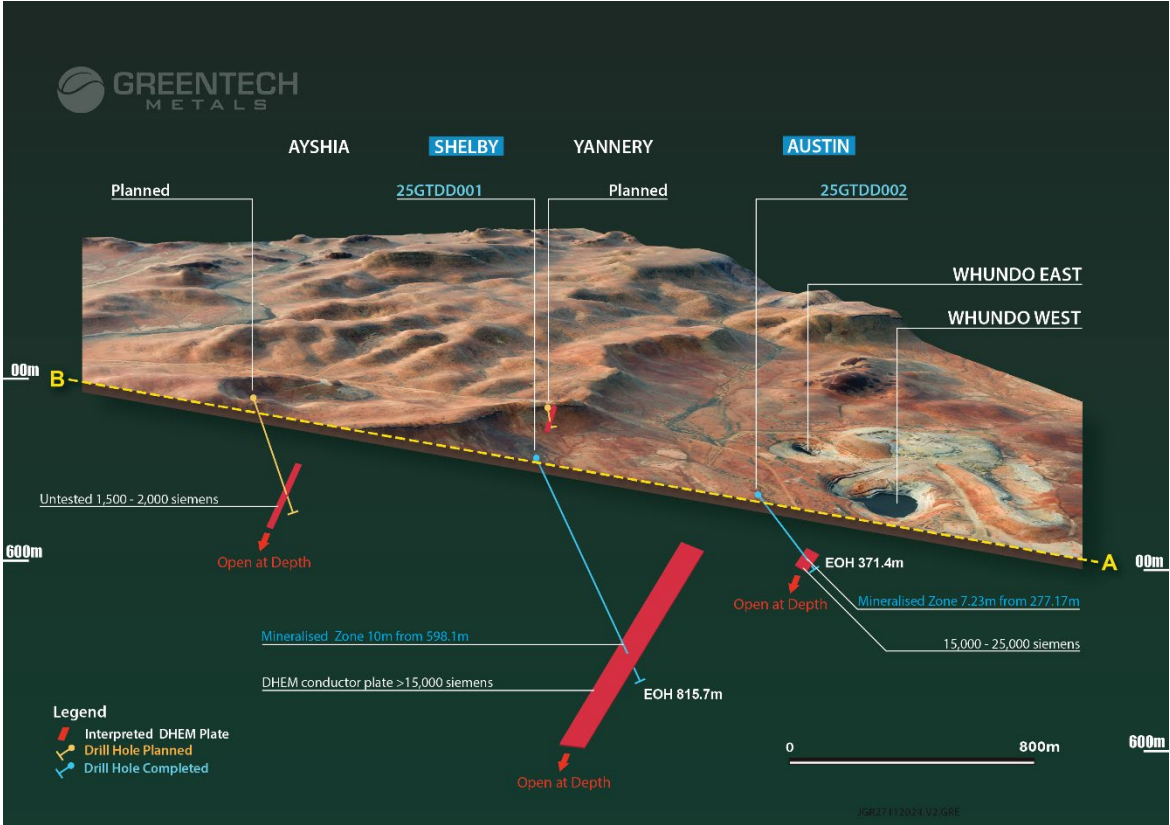 GREENTECH
METALS
AYSHIA SHELBY YANNERY AUSTIN
Planned 25GTDD001 Planned 25GTDD002
WHUNDO EAST
WHUNDO WEST
00m B
Untested 1,500 - 2,000 siemens
600m
Open at Depth
A 00m
EOH 371.4m
Open at Depth
Mineralised Zone 7.23m from 277.17m
Mineralised Zone 10m from 598.1m
15,000 - 25,000 siemens
DHEM conductor plate >15,000 siemens
EOH 815.7m
Legend
Interpreted DHEM Plate
Drill Hole Planned
Drill Hole Completed
Open at Depth
0 800m
600m
JGR27112024.V2.GRE